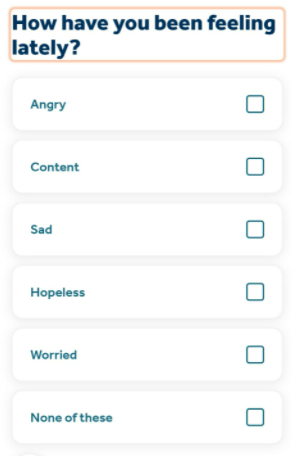 How have you been feeling
lately?
Angry
Content
Sad
Hopeless
Worried
None of these